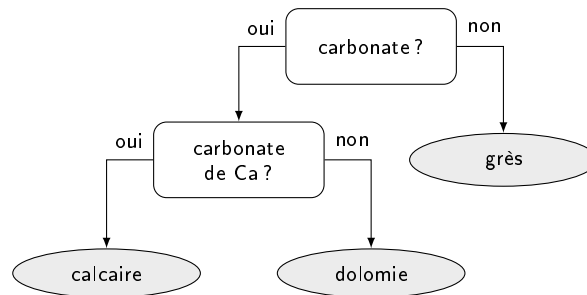 oui
carbonate ?
non
oui
carbonate
de Ca ?
non
grès
calcaire
dolomie